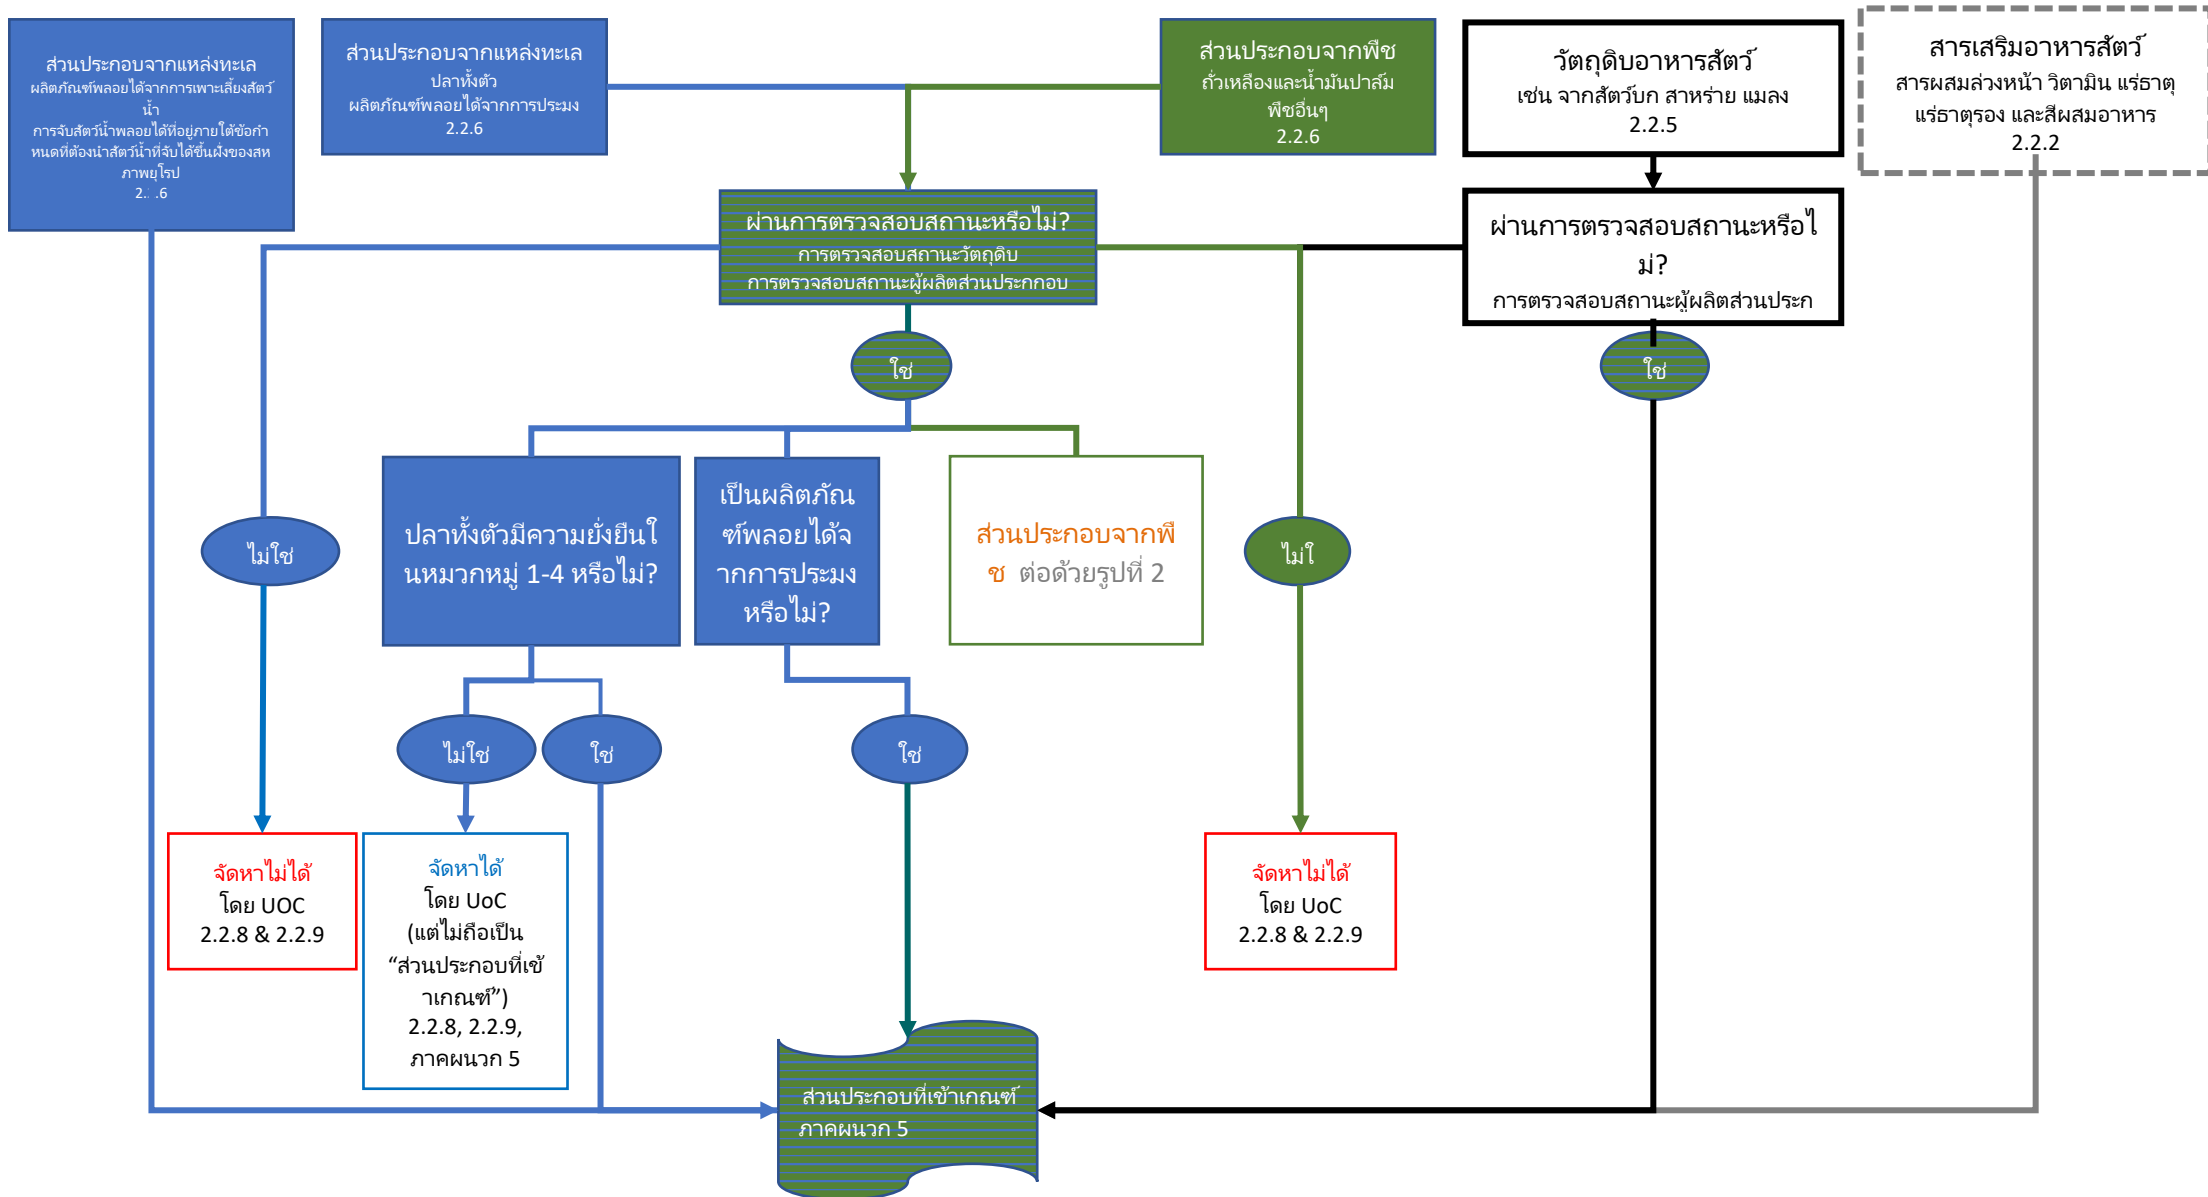 ส่วนประกอบจากแหล่งทะเล
ผลิตภัณฑ์พลอยได้จากการเพาะเลี้ยงสัตว์
น้ำ
การจับสัตว์น้ำพลอยได้ที่อยู่ภายใต้ข้อกำ
หนดที่ต้องนำสัตว์น้ำที่จับได้ขึ้นฝั่งของสห
ภาพยุโรป
ส่วนประกอบจากแหล่งทะเล
ปลาทั้งตัว
ผลิตภัณฑ์พลอยได้จากการประมง
2.2.6
ส่วนประกอบจากพืช
ถั่วเหลืองและน้ำมันปาล์ม
พืชอื่นๆ
2.2.6
วัตถุดิบอาหารสัตว์
เช่น จากสัตว์บก สาหร่าย แมลง
2.2.5
สารเสริมอาหารสัตว์
สารผสมล่วงหน้า วิตามิน แร่ธาตุ
แร่ธาตุรอง และสีผสมอาหาร
2.2.2
ผ่านการตรวจสอบสถานะหรือไม่?
การตรวจสอบสถานะวัตถุดิบ
การตรวจสอบสถานะผู้ผลิตส่วนประกกอบ
ผ่านการตรวจสอบสถานะหรือไ
ม่?
การตรวจสอบสถานะผู้ผลิตส่วนประก
ใช่
ใช่
ปลาทั้งตัวมีความยั่งยืนใ
นหมวกหมู่ 1-4 หรือไม่?
เป็นผลิตภัณ
ฑ์พลอยได้จ
ากการประมง
หรือไม่?
ส่วนประกอบจากพื
ช ต่อด้วยรูปที่ 2
ไม่ใช่
ไม่ใ
ไม่ใช่
ใช่
ใช่
จัดหาไม่ได้
โดย UOC
2.2.8 & 2.2.9
จัดหาได้
โดย UoC
(แต่ไม่ถือเป็น
“ส่วนประกอบที่เข้
าเกณฑ์”)
2.2.8, 2.2.9,
ภาคผนวก 5
จัดหาไม่ได้
โดย UoC
2.2.8 & 2.2.9
ส่วนประกอบที่เข้าเกณฑ์
ภาคผนวก 5